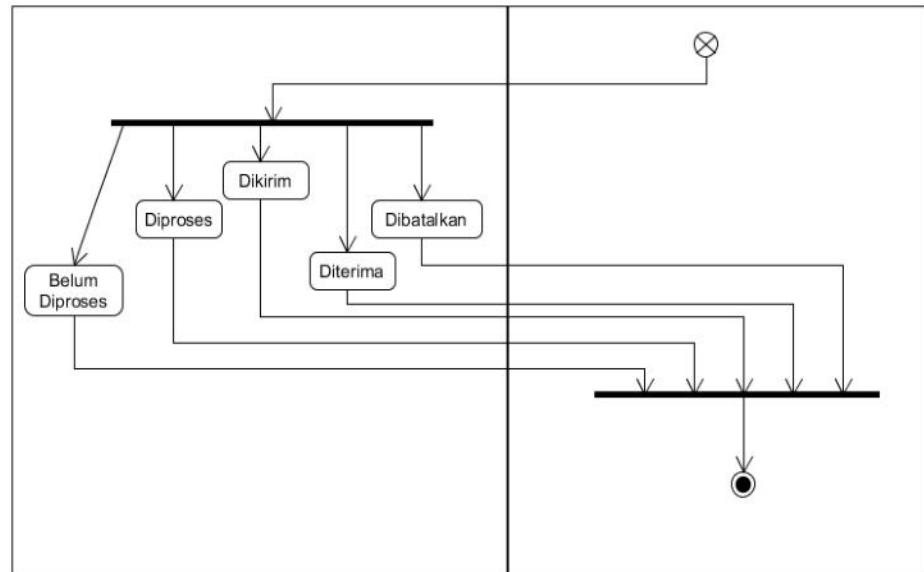 Dikirim
Diproses
Dibatalkan
Diterima
Belum
Diproses